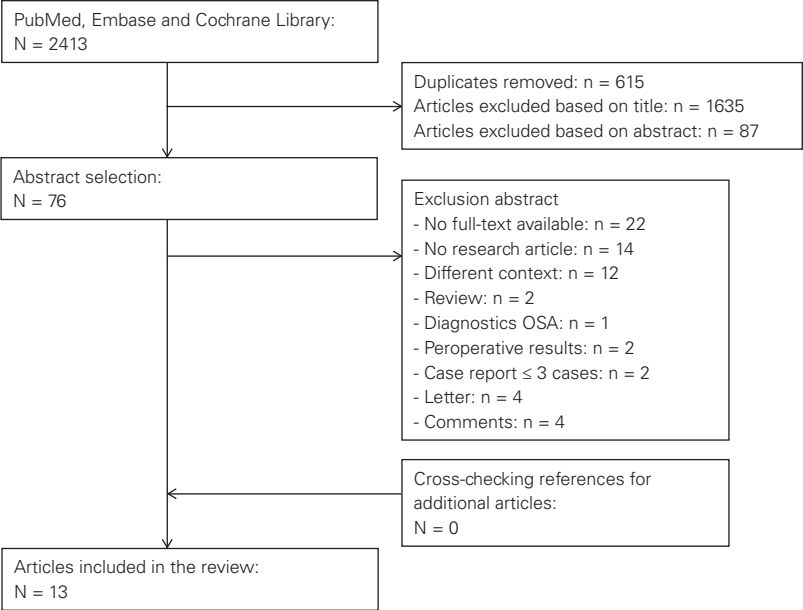 PubMed, Embase and Cochrane Library:
N = 2413
Duplicates removed: n = 615
Articles excluded based on title: n = 1635
Articles excluded based on abstract: n = 87
Abstract selection:
N = 76
Exclusion abstract
- No full-text available: n = 22
- No research article: n = 14
- Different context: n = 12
- Review: n = 2
- Diagnostics OSA: n = 1
- Peroperative results: n = 2
- Case report ≤ 3 cases: n = 2
- Letter: n = 4
- Comments: n = 4
Cross-checking references for
additional articles:
N = 0
Articles included in the review:
N = 13